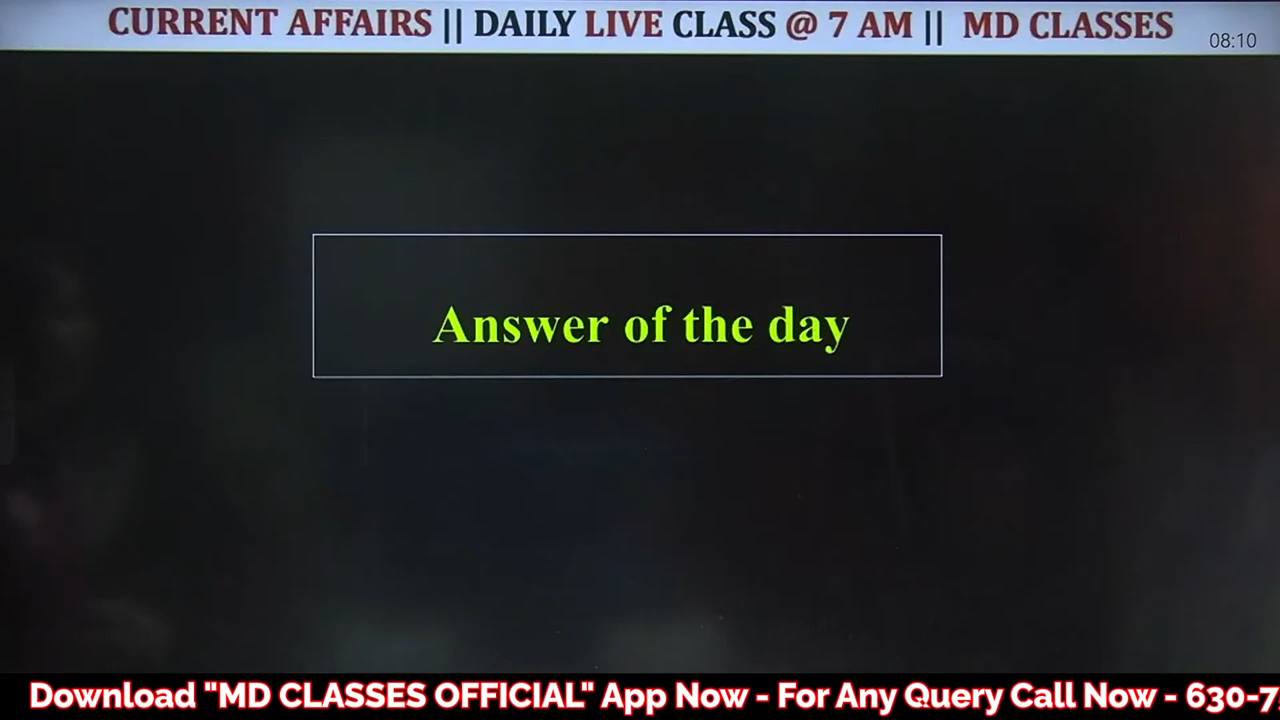 CURRENT AFFAIRS || DAILY LIVE CLASS @ 7 AM || MD CLASSES
08:10
Answer of the day
Download "MD CLASSES OFFICIAL" App Now - For Any Query Call Now - 630-7